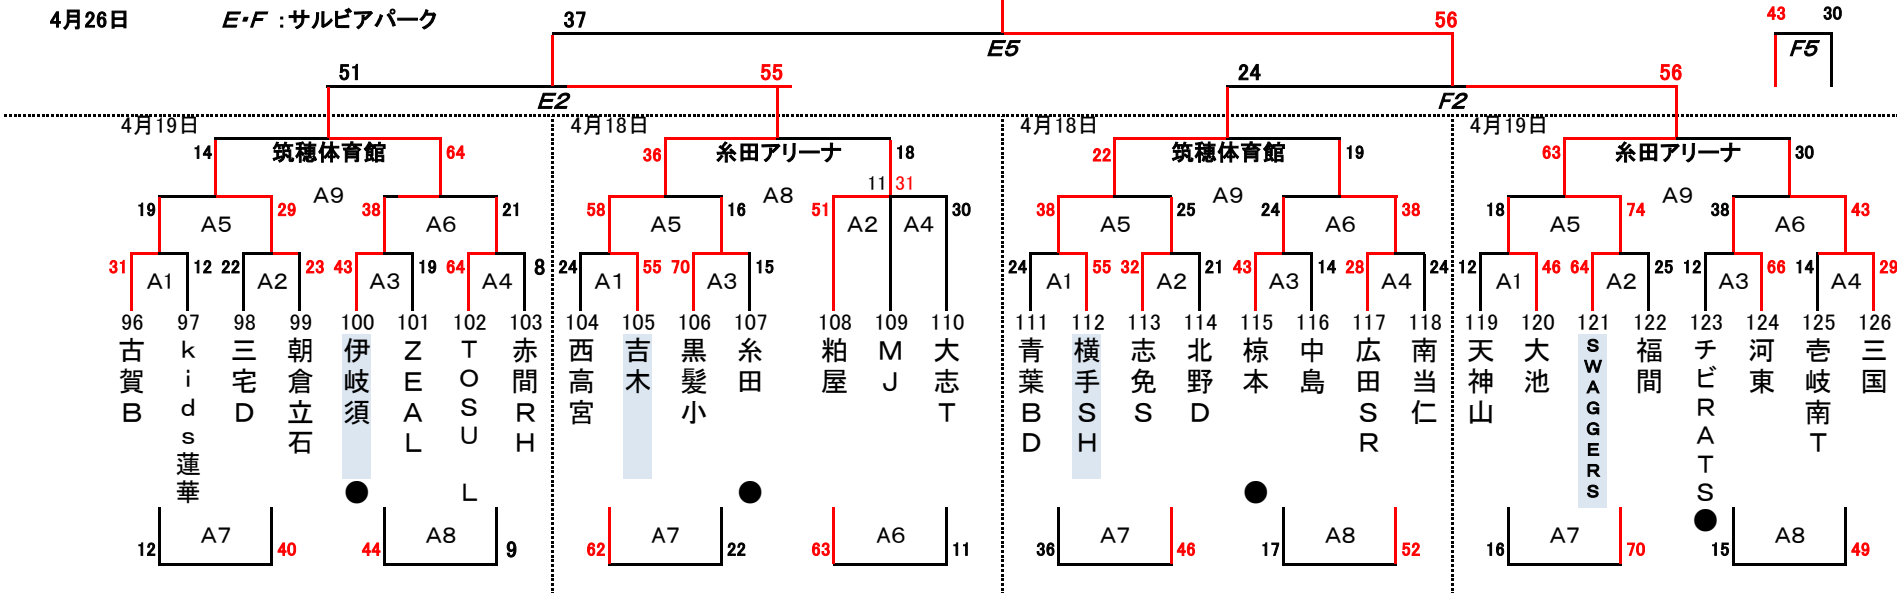 4月26日 E・F：サルビアパーク 37 56 43 30
E5 F5
51 55 24 56
E2 F2
4月19日 4月18日 4月18日 4月19日
14 筑穂体育館 64 36 糸田アリーナ 18 22 筑穂体育館 19 63 糸田アリーナ 30
11 31
A9 A8 A9 A9
19 29 38 21 58 16 51 30 38 25 24 38 18 74 38 43
A5 A6 A5 A2 A4 A5 A6 A5 A6
31 12 22 23 43 19 64 8 24 55 70 15 24 55 32 21 43 14 28 24 12 46 64 25 12 66 14 29
A1 A2 A3 A4 A1 A3 A1 A2 A3 A4 A1 A2 A3 A4
96 97 98 99 100 101 102 103 104 105 106 107 108 109 110 111 112 113 114 115 116 117 118 119 120 121 122 123 124 125 126
古賀B
kids蓮華
三宅D
朝倉立石
伊岐須
ZEAL
TOSU L
赤間RH
西高宮
吉木
黒髪小
糸田
粕屋
MJ
大志T
青葉BD
横手SH
志免S
北野D
椋本
中島
広田SR
南当仁
天神山
大池
SWAGGERS
福間
チビRATS
河東
壱岐南T
三国
● ● ● ●
A7 A8 A7 A6 A7 A8 A7 A8
12 40 44 9 62 22 63 11 36 46 17 52 16 70 15 49